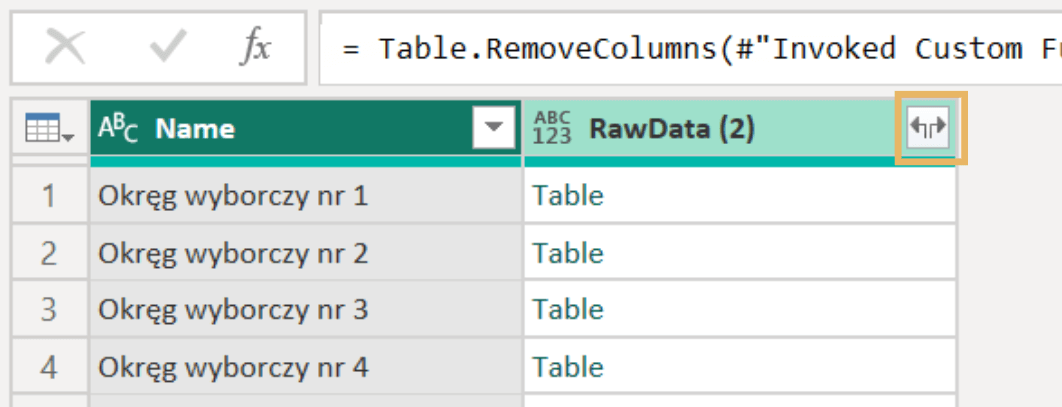 fx = Table.RemoveColumns(#"Invoked Custom Fu
ABC Name ABC 123 RawData (2)
1 Okręg wyborczy nr 1 Table
2 Okręg wyborczy nr 2 Table
3 Okręg wyborczy nr 3 Table
4 Okręg wyborczy nr 4 Table